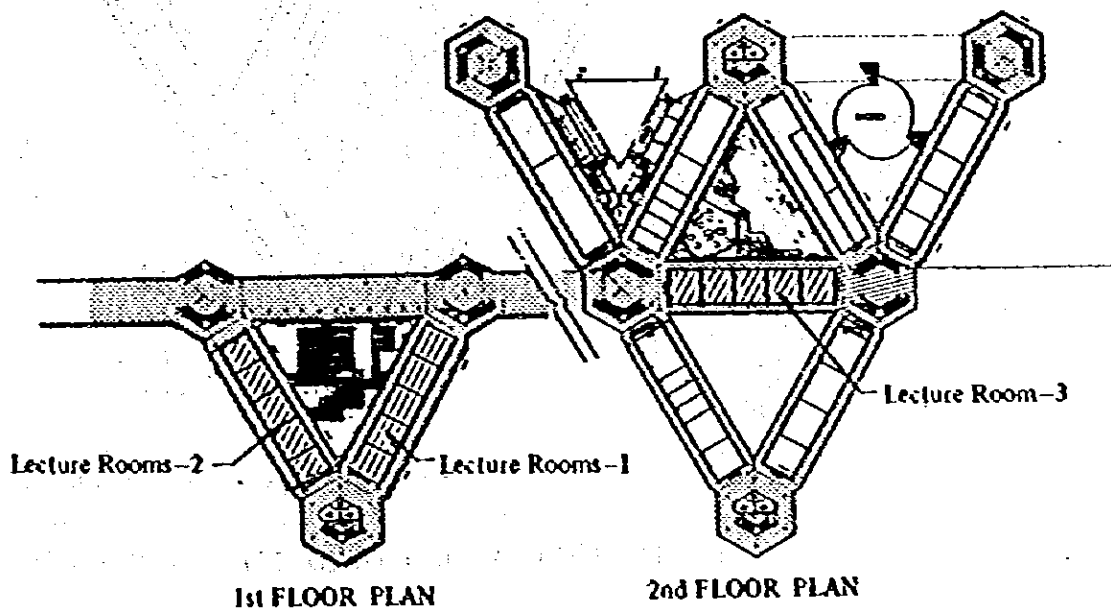 Lecture Room-3
Lecture Rooms-2
Lecture Rooms-1
1st FLOOR PLAN
2nd FLOOR PLAN